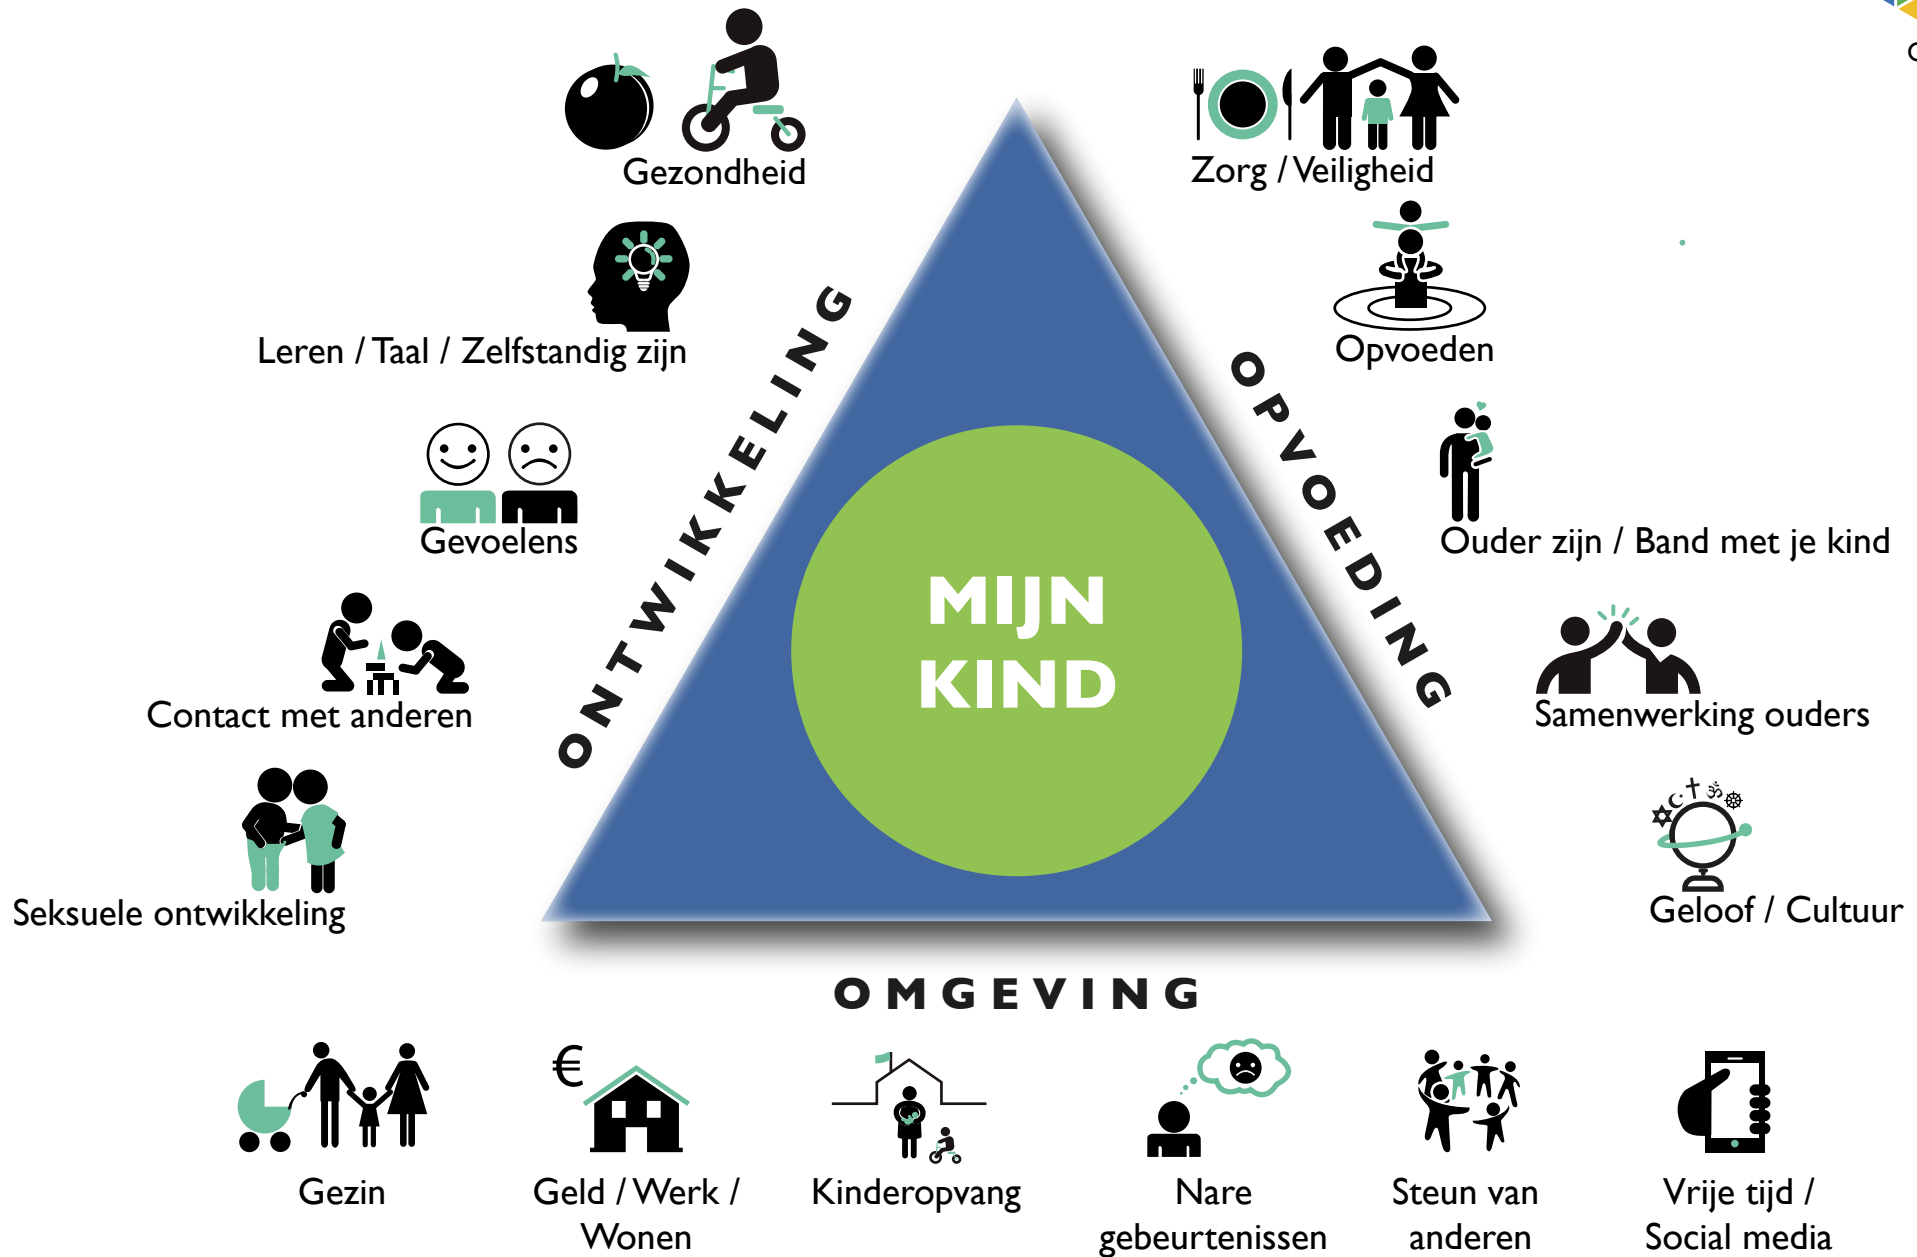 Gezondheid
Leren / Taal / Zelfstandig zijn
Gevoelens
Contact met anderen
Seksuele ontwikkeling
ONTWIKKELING
MIJN
KIND
OPVOEDING
Zorg / Veiligheid
Opvoeden
Ouder zijn / Band met je kind
Samenwerking ouders
Geloof / Cultuur
OMGEVING
€
Gezin
Geld / Werk /
Wonen
Kinderopvang
Nare
gebeurtenissen
Steun van
anderen
Vrije tijd /
Social media